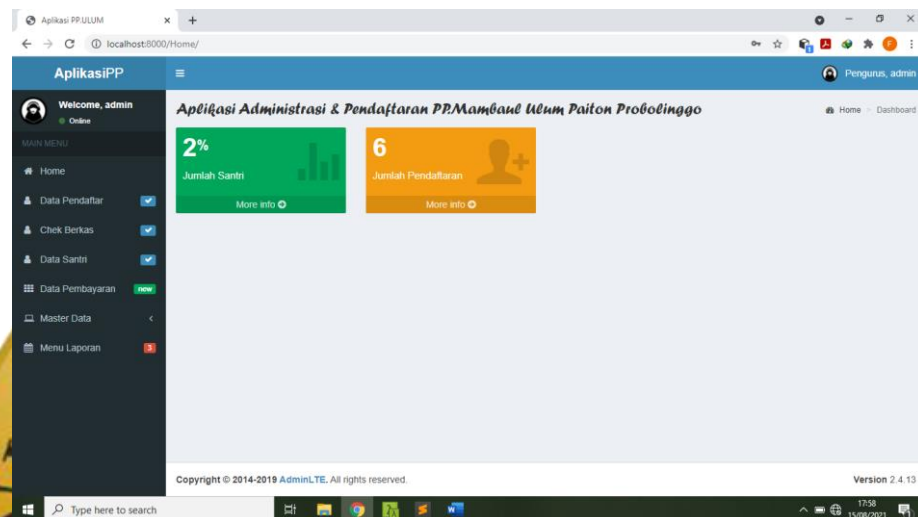 Aplikasi PP.ULUM
localhost:8000/Home/
AplikasiPP
Pengurus, admin
Welcome, admin
Online
Aplikasi Administrasi & Pendaftaran PP.Mambaul Ulum Paiton Probolinggo
Home > Dashboard
MAIN MENU
Home
Data Pendaftar
Chek Berkas
Data Santri
Data Pembayaran new
Master Data
Menu Laporan 3
2%
Jumlah Santri
More info
6
Jumlah Pendaftaran
More info
Copyright © 2014-2019 AdminLTE. All rights reserved.
Version 2.4.13
Type here to search
17:58
15/08/2021